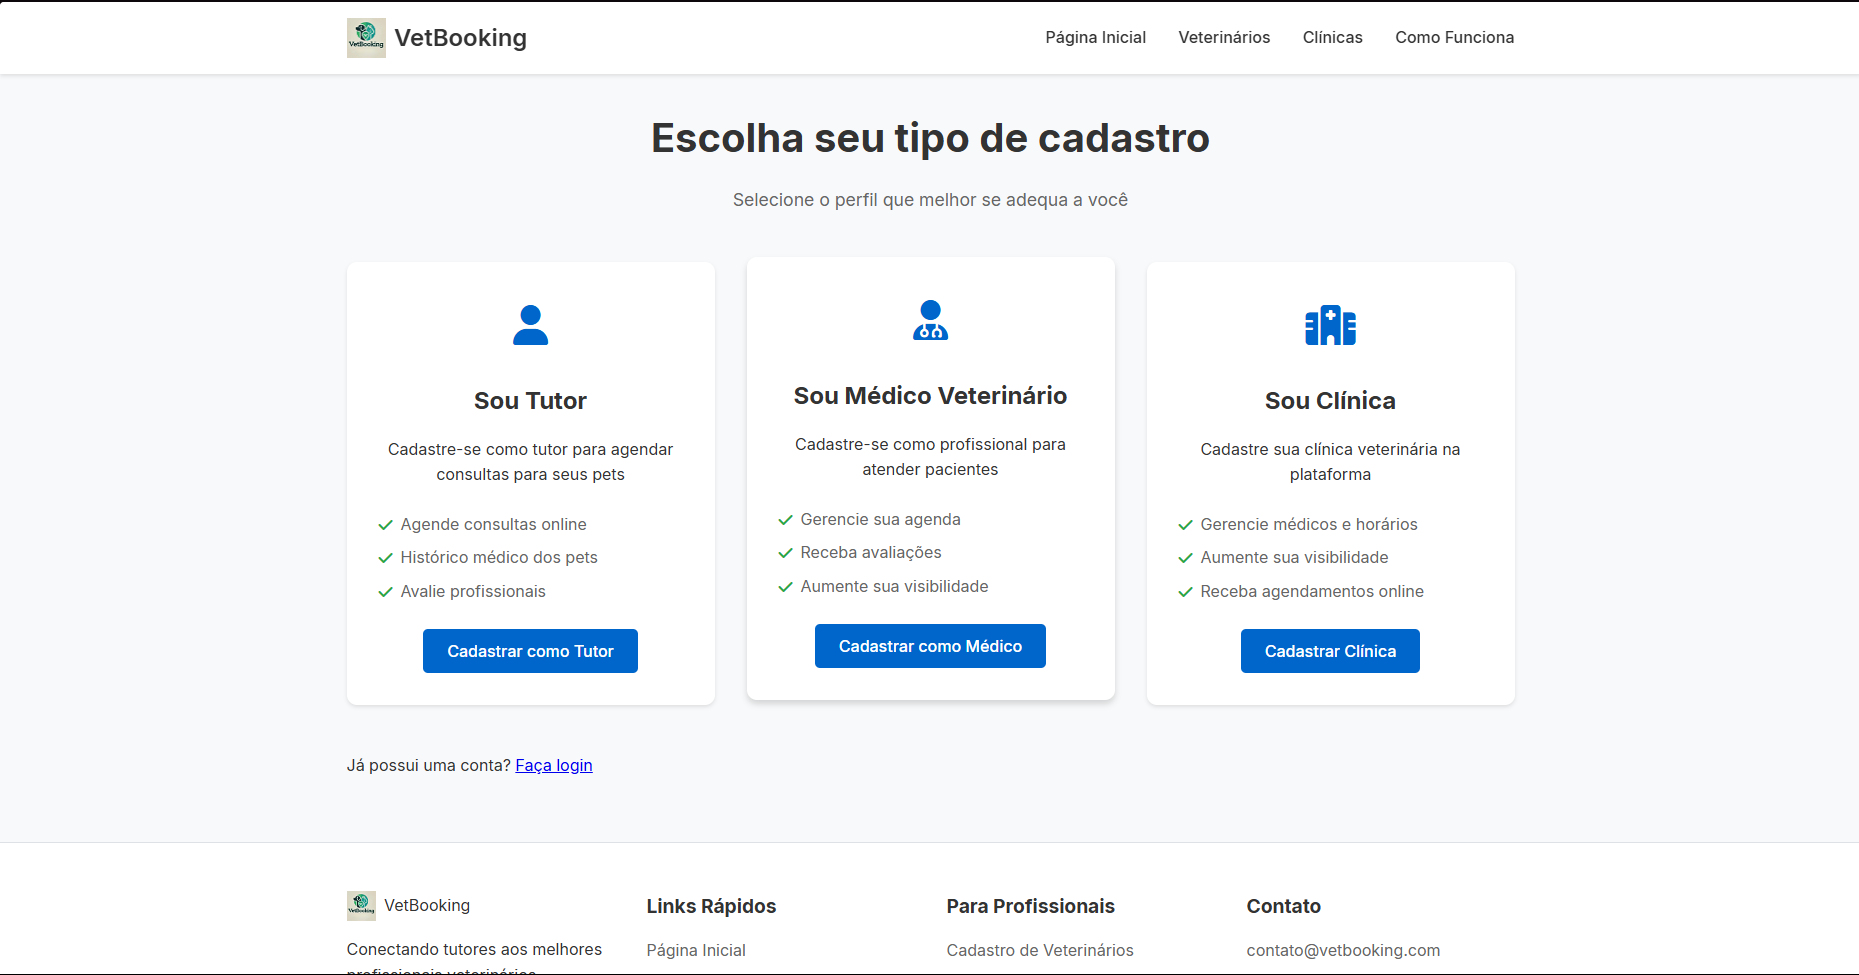 VetBooking
VetBooking
Página Inicial
Veterinários
Clínicas
Como Funciona
Escolha seu tipo de cadastro
Selecione o perfil que melhor se adequa a você
Sou Tutor
Cadastre-se como tutor para agendar
consultas para seus pets
Agende consultas online
Histórico médico dos pets
Avalie profissionais
Cadastrar como Tutor
Sou Médico Veterinário
Cadastre-se como profissional para
atender pacientes
Gerencie sua agenda
Receba avaliações
Aumente sua visibilidade
Cadastrar como Médico
Sou Clínica
Cadastre sua clínica veterinária na
plataforma
Gerencie médicos e horários
Aumente sua visibilidade
Receba agendamentos online
Cadastrar Clínica
Já possui uma conta? Faça login
VetBooking
VetBooking
Conectando tutores aos melhores
profissionais veterinários
Links Rápidos
Página Inicial
Para Profissionais
Cadastro de Veterinários
Contato
contato@vetbooking.com